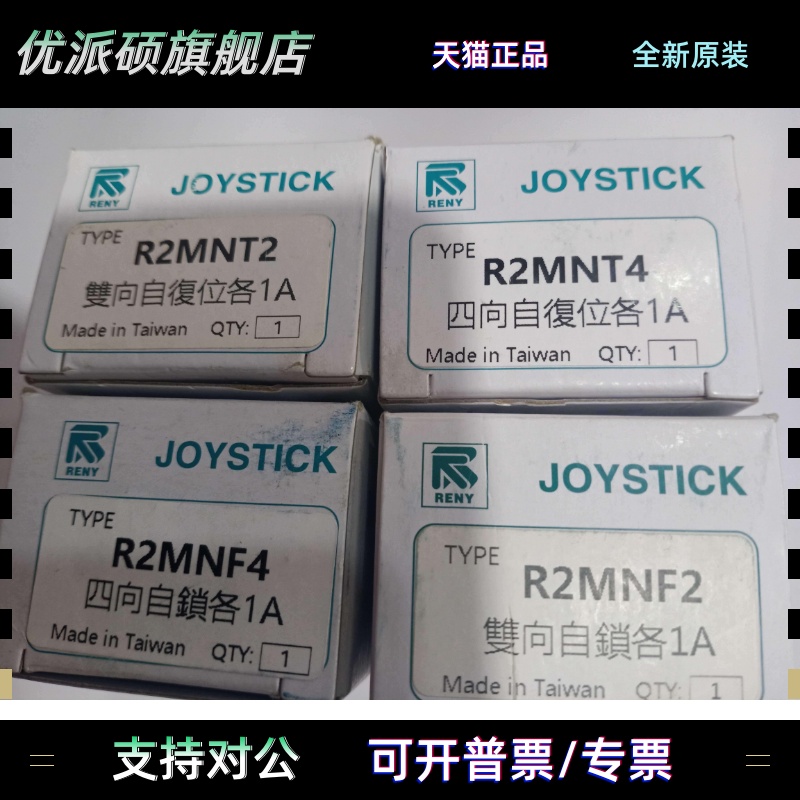 优派硕旗舰店
天猫正品
全新原装
RENY
JOYSTICK
TYPE
R2MNT2
雙向自復位各1A
Made in Taiwan QTY: 1
RENY
JOYSTICK
TYPE
R2MNT4
四向自復位各1A
Made in Taiwan QTY: 1
RENY
JOYSTICK
TYPE
R2MNF4
四向自鎖各1A
Made in Taiwan QTY: 1
RENY
JOYSTICK
TYPE
R2MNF2
雙向自鎖各1A
Made in Taiwan QTY: 1
支持对公
可开普票/专票